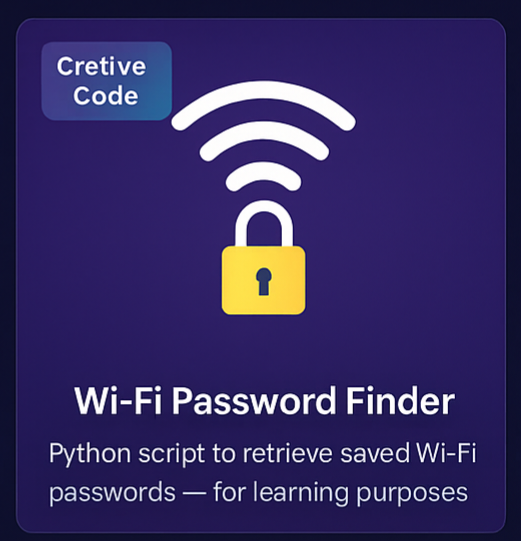 Cretive
Code
Wi-Fi Password Finder
Python script to retrieve saved Wi-Fi
passwords — for learning purposes